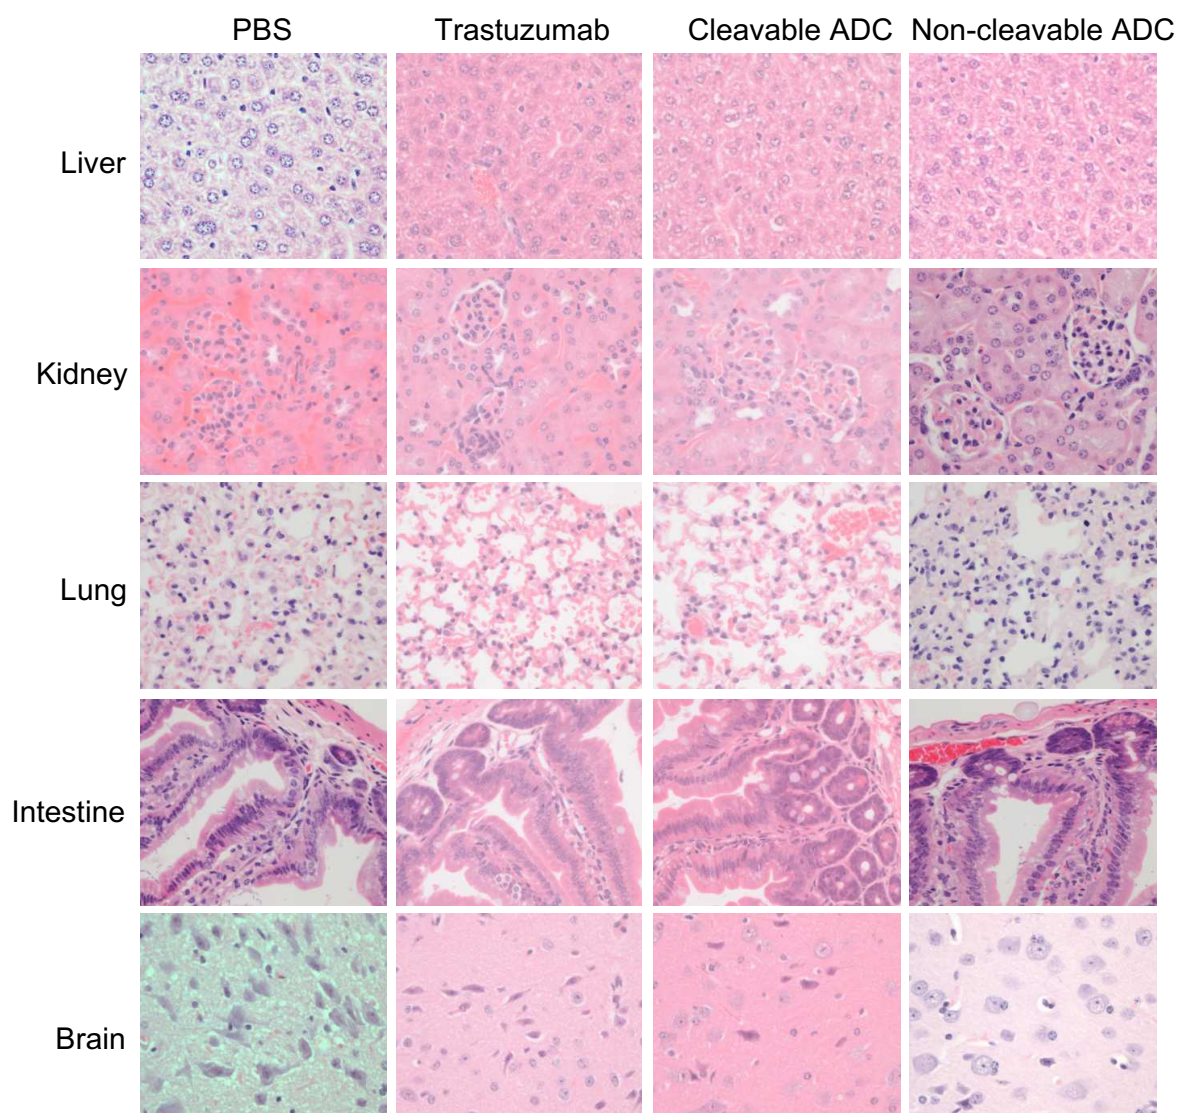 PBS Trastuzumab Cleavable ADC Non-cleavable ADC
Liver
Kidney
Lung
Intestine
Brain